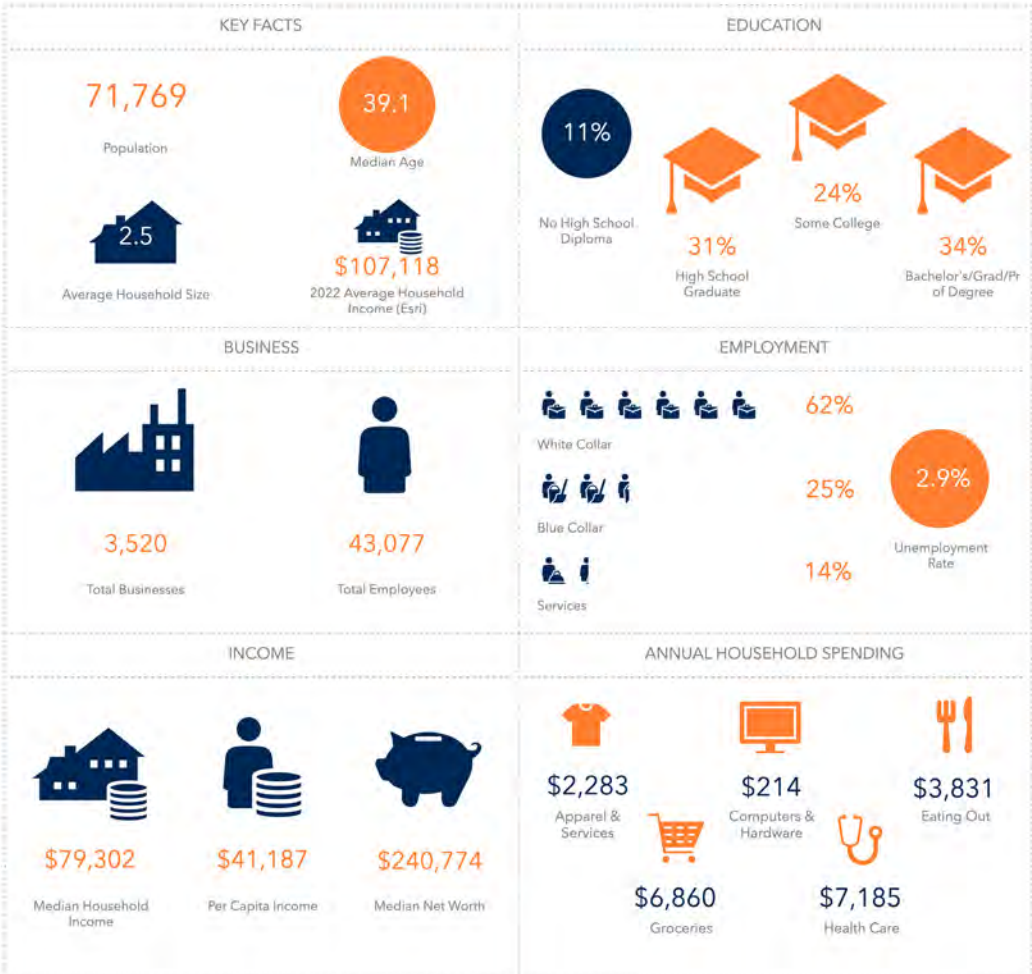 KEY FACTS
71,769
Population
39.1
Median Age
2.5
Average Household Size
$107,118
2022 Average Household
Income (Esri)
EDUCATION
11%
No High School
Diploma
31%
High School
Graduate
24%
Some College
34%
Bachelor's/Grad/Pr
of Degree
BUSINESS
3,520
Total Businesses
43,077
Total Employees
EMPLOYMENT
62%
White Collar
25%
Blue Collar
14%
Services
2.9%
Unemployment
Rate
INCOME
$79,302
Median Household
Income
$41,187
Per Capita Income
$240,774
Median Net Worth
ANNUAL HOUSEHOLD SPENDING
$2,283
Apparel &
Services
$214
Computers &
Hardware
$3,831
Eating Out
$6,860
Groceries
$7,185
Health Care